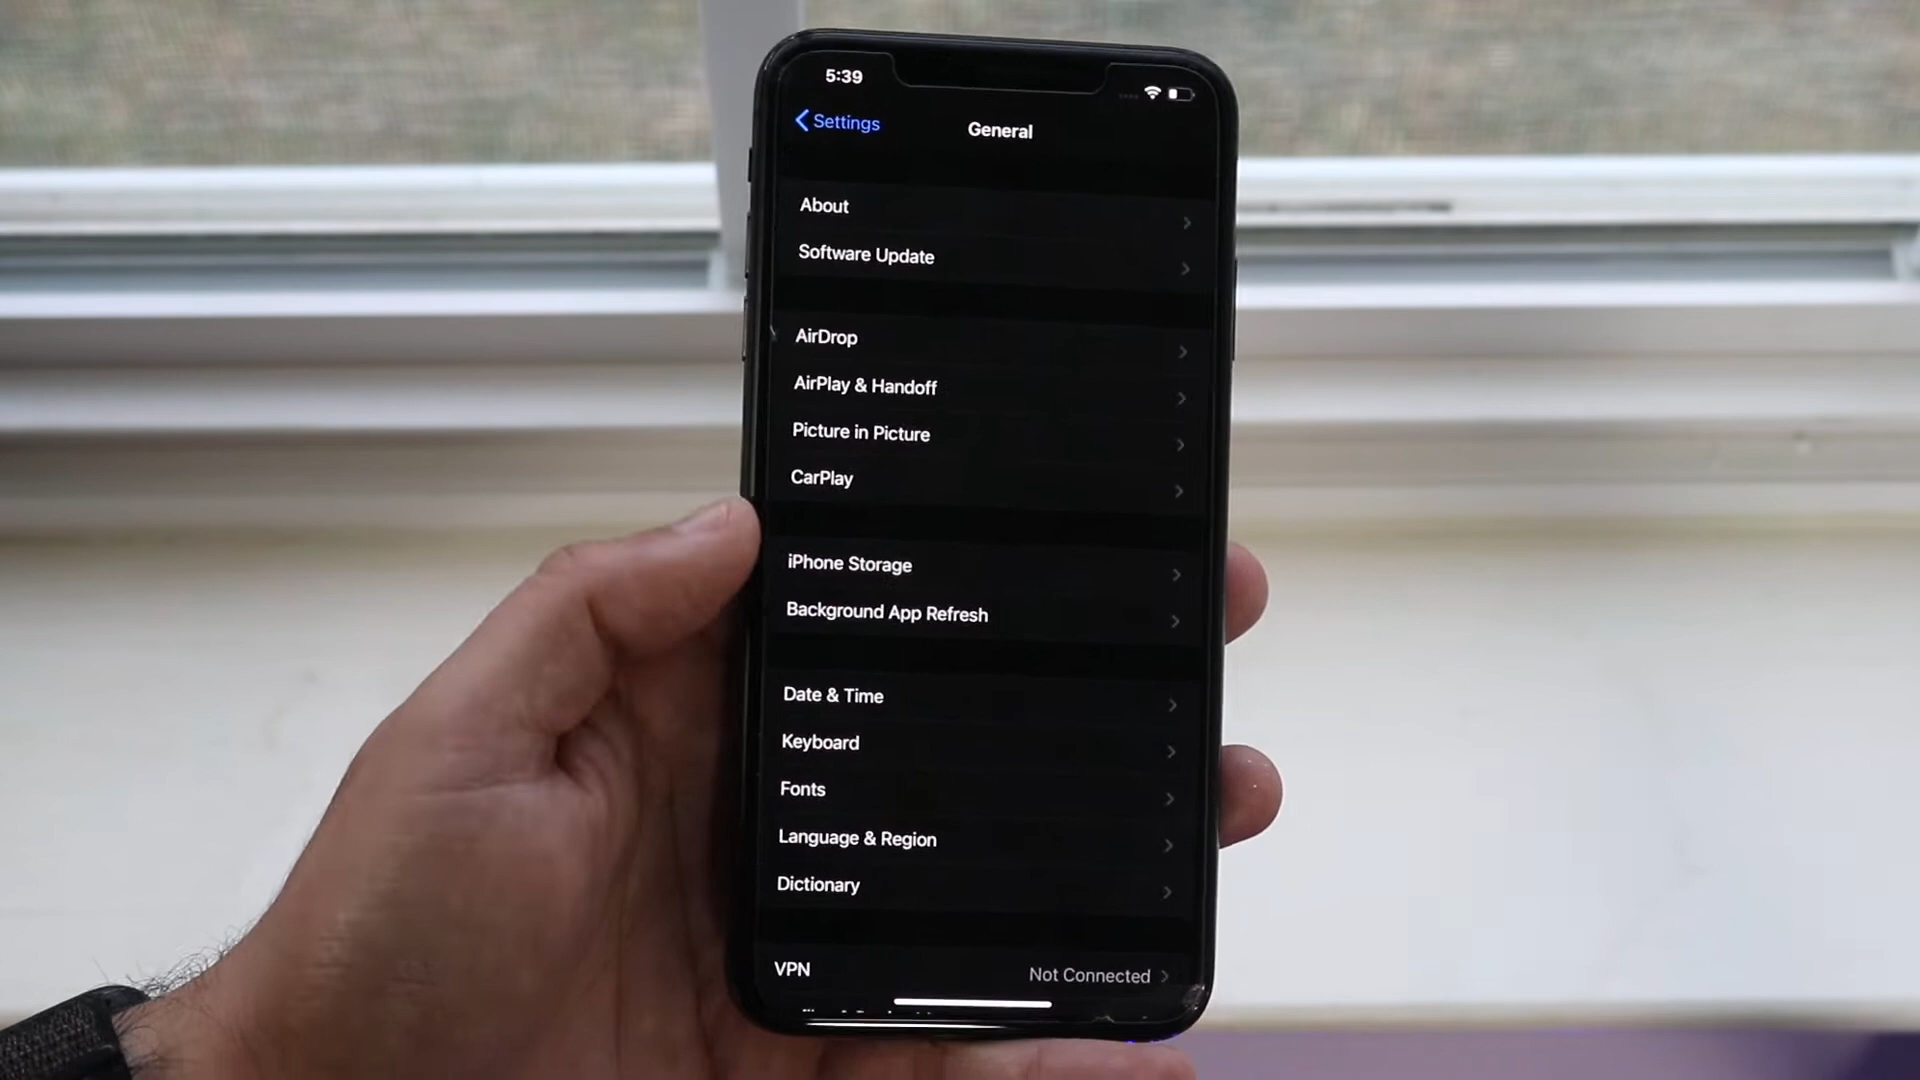 5:39
Settings
General
About
Software Update
AirDrop
AirPlay & Handoff
Picture in Picture
CarPlay
iPhone Storage
Background App Refresh
Date & Time
Keyboard
Fonts
Language & Region
Dictionary
VPN Not Connected